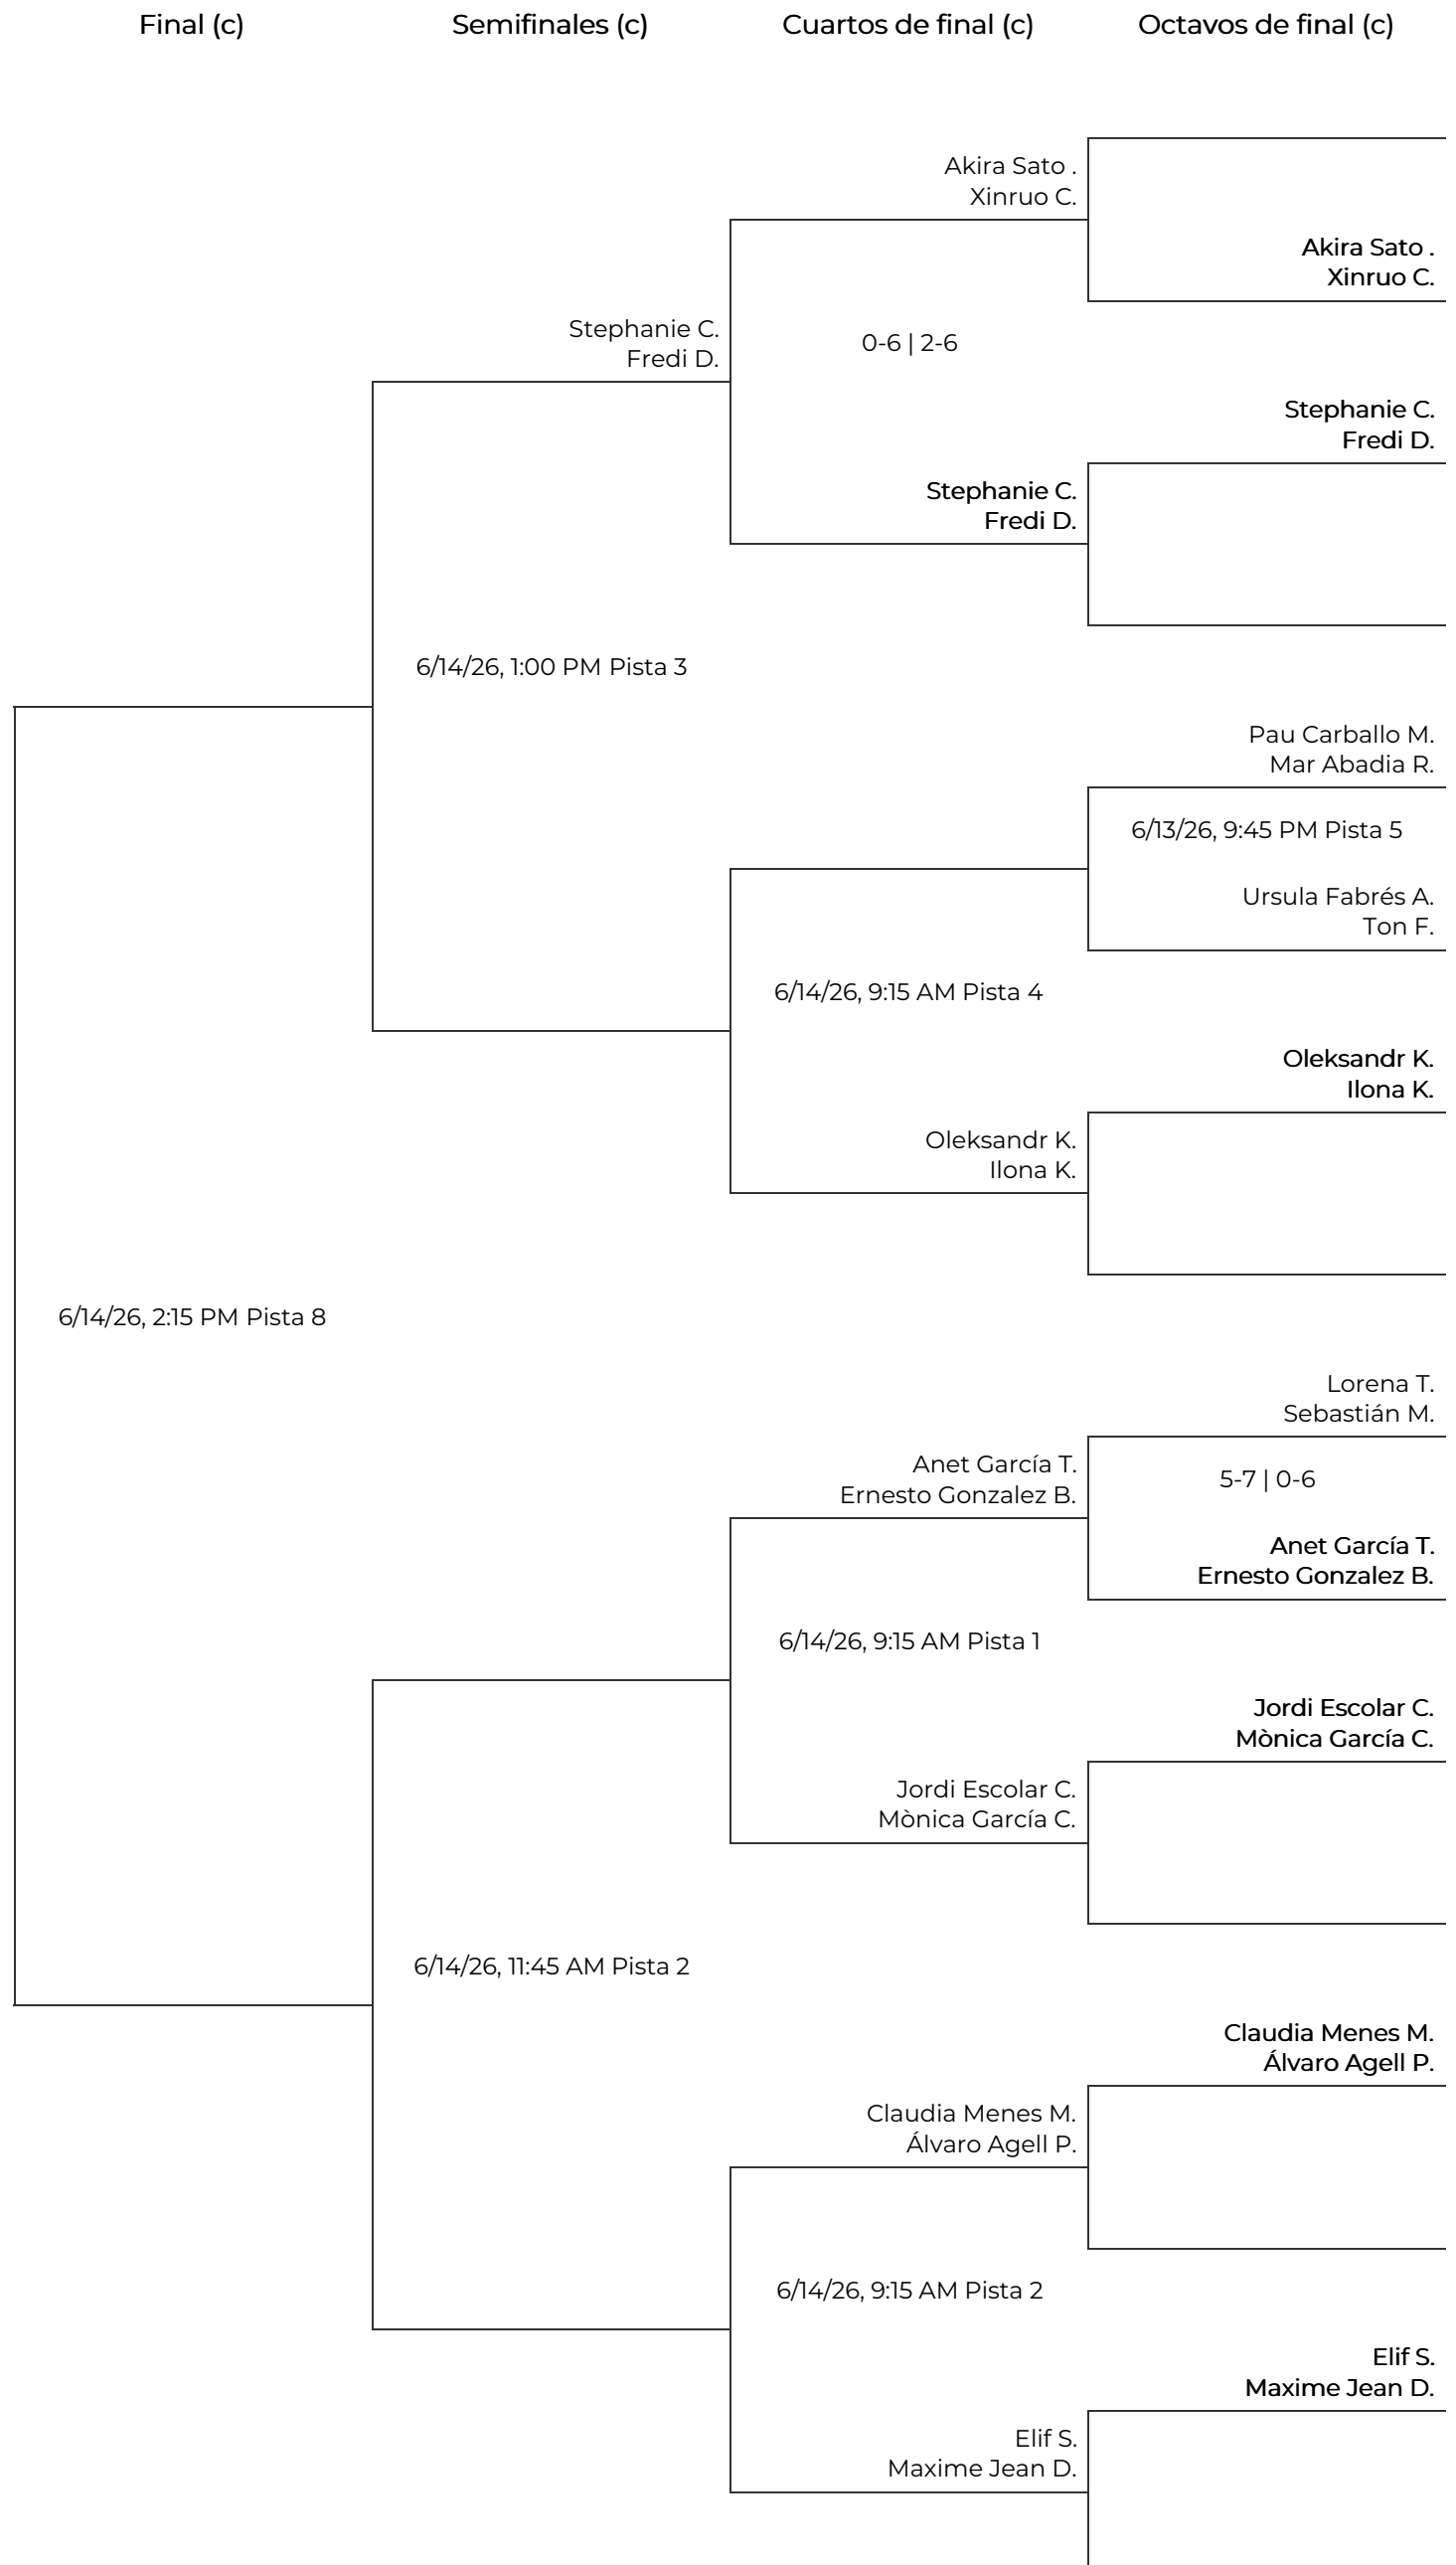 Final (c)
Semifinales (c)
Cuartos de final (c)
Octavos de final (c)
Akira Sato .
Xinruo C.
Akira Sato .
Xinruo C.
Stephanie C.
Fredi D.
0-6 | 2-6
Stephanie C.
Fredi D.
Stephanie C.
Fredi D.
6/14/26, 1:00 PM Pista 3
Pau Carballo M.
Mar Abadia R.
6/13/26, 9:45 PM Pista 5
Ursula Fabrés A.
Ton F.
6/14/26, 9:15 AM Pista 4
Oleksandr K.
Ilona K.
Oleksandr K.
Ilona K.
6/14/26, 2:15 PM Pista 8
Lorena T.
Sebastián M.
Anet García T.
Ernesto Gonzalez B.
5-7 | 0-6
Anet García T.
Ernesto Gonzalez B.
6/14/26, 9:15 AM Pista 1
Jordi Escolar C.
Mònica García C.
Jordi Escolar C.
Mònica García C.
6/14/26, 11:45 AM Pista 2
Claudia Menes M.
Álvaro Agell P.
Claudia Menes M.
Álvaro Agell P.
6/14/26, 9:15 AM Pista 2
Elif S.
Maxime Jean D.
Elif S.
Maxime Jean D.